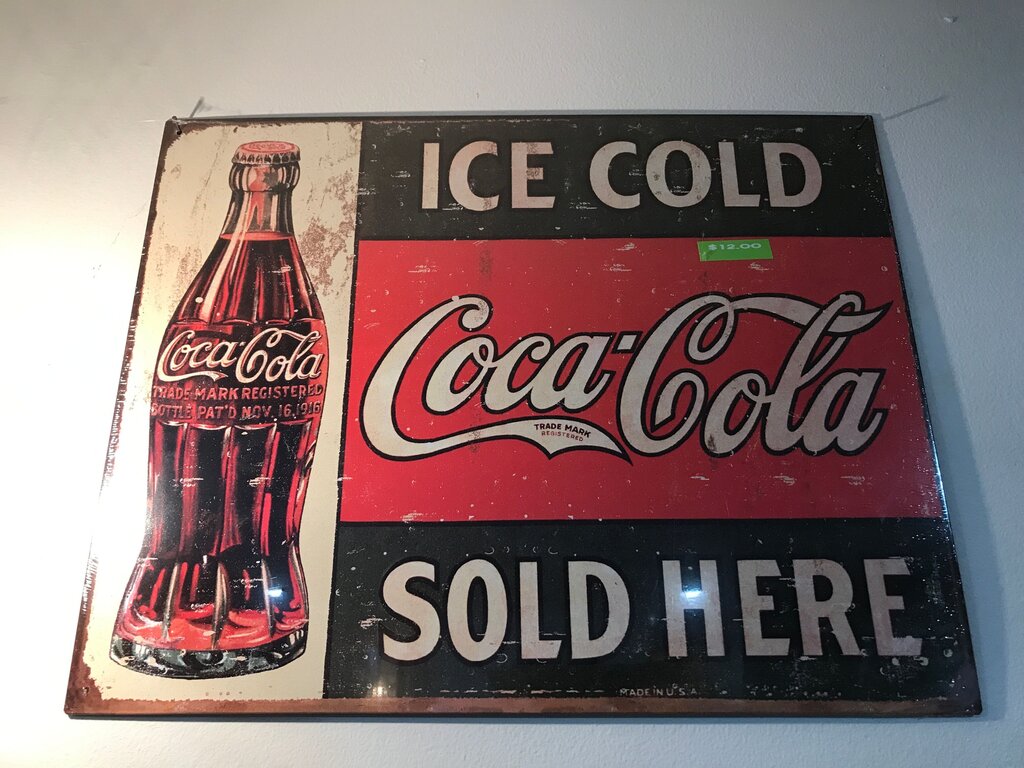 Coca-Cola
TRADE-MARK REGISTERED
BOTTLE PAT'D NOV. 16, 1916
ICE COLD
$12.00
Coca-Cola
TRADE MARK
REGISTERED
SOLD HERE
MADE IN U.S.A.